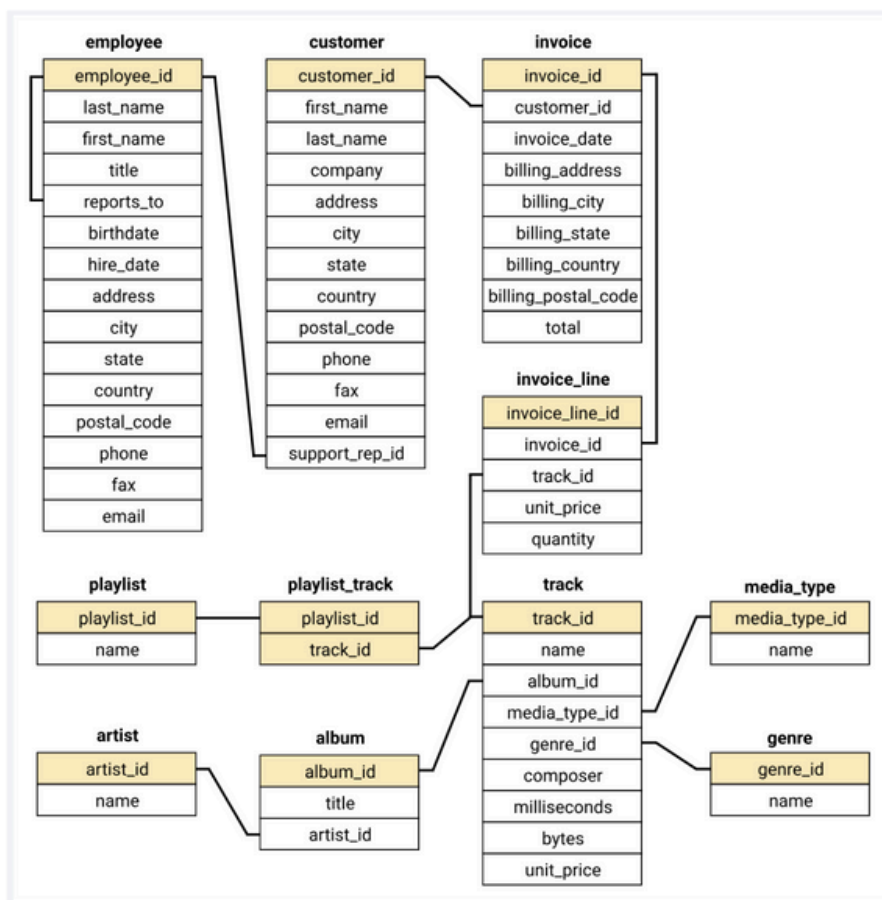 employee
employee_id
last_name
first_name
title
reports_to
birthdate
hire_date
address
city
state
country
postal_code
phone
fax
email
customer
customer_id
first_name
last_name
company
address
city
state
country
postal_code
phone
fax
email
support_rep_id
invoice
invoice_id
customer_id
invoice_date
billing_address
billing_city
billing_state
billing_country
billing_postal_code
total
invoice_line
invoice_line_id
invoice_id
track_id
unit_price
quantity
playlist
playlist_id
name
playlist_track
playlist_id
track_id
track
track_id
name
album_id
media_type_id
genre_id
composer
milliseconds
bytes
unit_price
media_type
media_type_id
name
artist
artist_id
name
album
album_id
title
artist_id
genre
genre_id
name